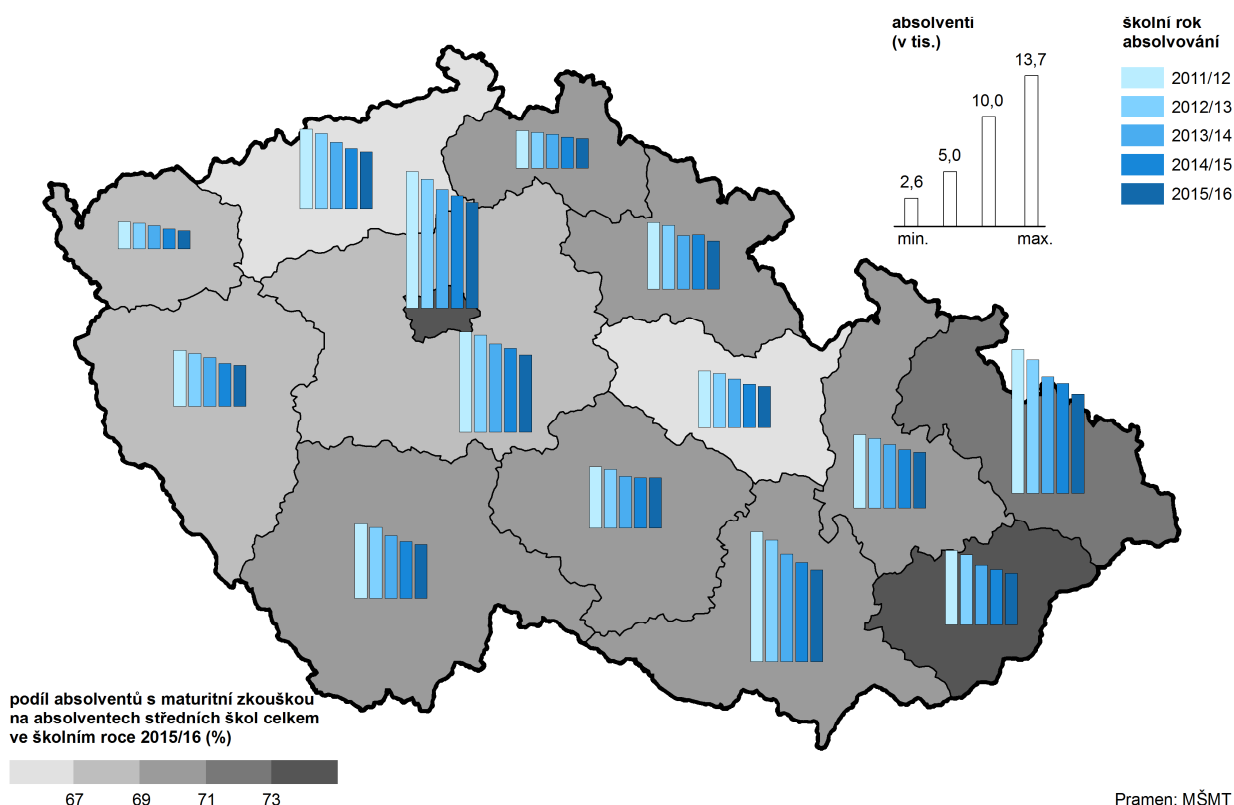 absolventi
(v tis.)
2,6
5,0
10,0
13,7
min.
max.
školní rok
absolvování
2011/12
2012/13
2013/14
2014/15
2015/16
podíl absolventů s maturitní zkouškou
na absolventech středních škol celkem
ve školním roce 2015/16 (%)
67
69
71
73
Pramen: MŠMT